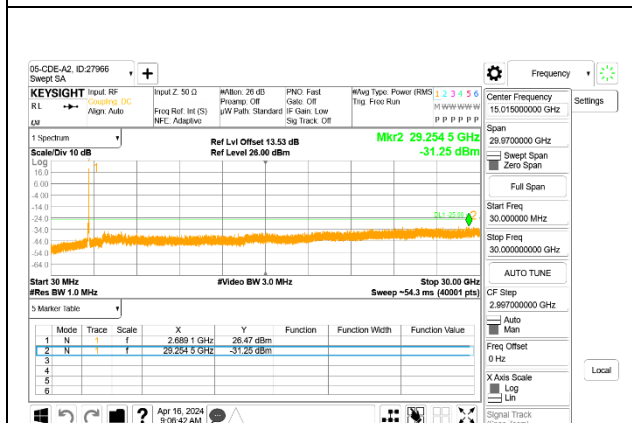 05-CDE-A2, ID:27966
Swept SA
Frequency
Settings
KEYSIGHT
RL
Input: RF
Coupling: DC
Align: Auto
Input Z: 50 Ω
Freq Ref: Int (S)
NFE: Adaptive
#Atten: 26 dB
Preamp: Off
µW Path: Standard
PNO: Fast
Gate: Off
IF Gain: Low
Sig Track: Off
#Avg Type: Power (RMS)
Trig: Free Run
1 2 3 4 5 6
M W W W W W
P P P P P P
1 Spectrum
Scale/Div 10 dB
Ref Lvl Offset 13.53 dB
Ref Level 26.00 dBm
Mkr2 29.254 5 GHz
-31.25 dBm
Log
16.0
6.00
-4.00
-14.0
-24.0
-34.0
-44.0
-54.0
-64.0
1
2
Start 30 MHz
#Res BW 1.0 MHz
#Video BW 3.0 MHz
Stop 30.00 GHz
Sweep ~54.3 ms (40001 pts)
5 Marker Table
Mode Trace Scale X Y Function Function Width Function Value
1 N 1 f 2.689 1 GHz 26.47 dBm
2 N 1 f 29.254 5 GHz -31.25 dBm
3
4
5
6
Apr 16, 2024
9:06:42 AM
Center Frequency
15.015000000 GHz
Span
29.9700000 GHz
Swept Span
Zero Span
Full Span
Start Freq
30.000000 MHz
Stop Freq
30.000000000 GHz
AUTO TUNE
CF Step
2.997000000 GHz
Auto
Man
Freq Offset
0 Hz
X Axis Scale
Log
Lin
Signal Track
Local